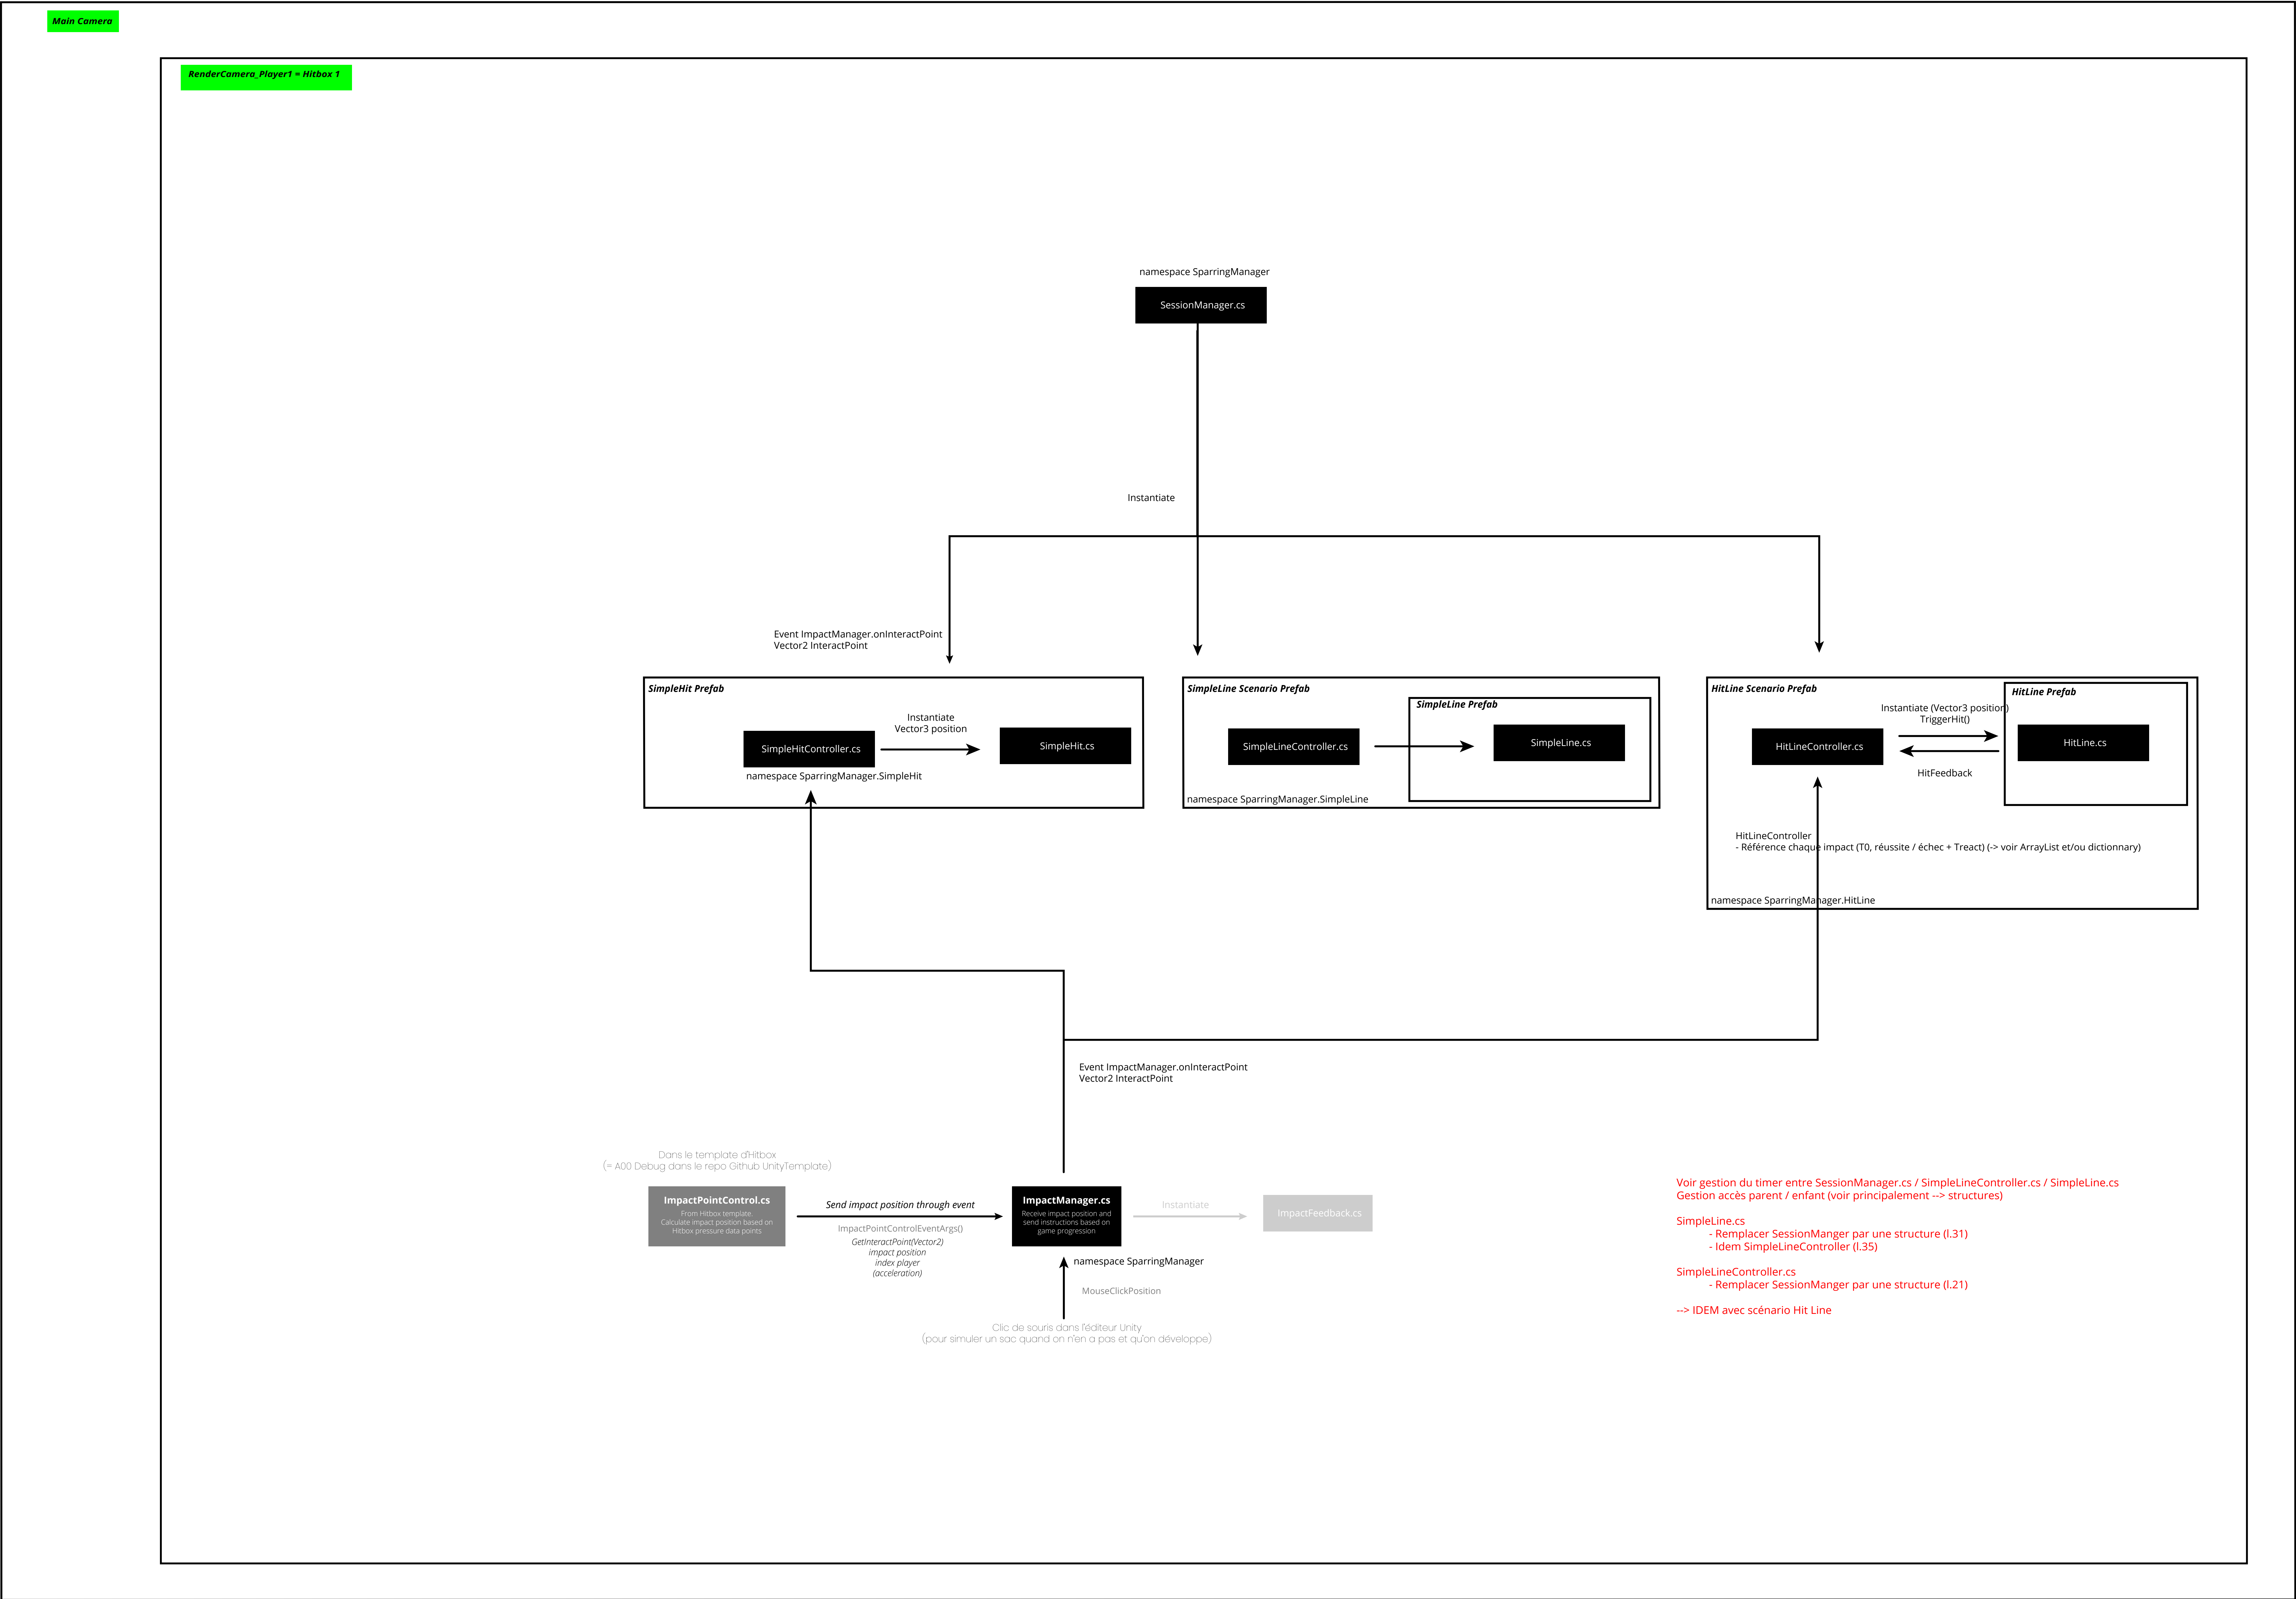 Main Camera
RenderCamera_Player1 = Hitbox 1
namespace SparringManager
SessionManager.cs
Instantiate
Event ImpactManager.onInteractPoint
Vector2 InteractPoint
SimpleHit Prefab
Instantiate
Vector3 position
SimpleHitController.cs
SimpleHit.cs
namespace SparringManager.SimpleHit
SimpleLine Scenario Prefab
SimpleLine Prefab
SimpleLineController.cs
SimpleLine.cs
namespace SparringManager.SimpleLine
HitLine Scenario Prefab
HitLine Prefab
Instantiate (Vector3 position)
TriggerHit()
HitLineController.cs
HitLine.cs
HitFeedback
HitLineController
- Référence chaque impact (T0, réussite / échec + Treact) (-> voir ArrayList et/ou dictionnary)
namespace SparringManager.HitLine
Event ImpactManager.onInteractPoint
Vector2 InteractPoint
Dans le template d'Hitbox
(= A00 Debug dans le repo Github UnityTemplate)
ImpactPointControl.cs
From Hitbox template.
Calculate impact position based on
Hitbox pressure data points
Send impact position through event
ImpactPointControlEventArgs()
GetInteractPoint(Vector2)
impact position
index player
(acceleration)
ImpactManager.cs
Receive impact position and
send instructions based on
game progression
Instantiate
ImpactFeedback.cs
namespace SparringManager
MouseClickPosition
Clic de souris dans l'éditeur Unity
(pour simuler un sac quand on n'en a pas et qu'on développe)
Voir gestion du timer entre SessionManager.cs / SimpleLineController.cs / SimpleLine.cs
Gestion accès parent / enfant (voir principalement --> structures)
SimpleLine.cs
- Remplacer SessionManger par une structure (l.31)
- Idem SimpleLineController (l.35)
SimpleLineController.cs
- Remplacer SessionManger par une structure (l.21)
--> IDEM avec scénario Hit Line